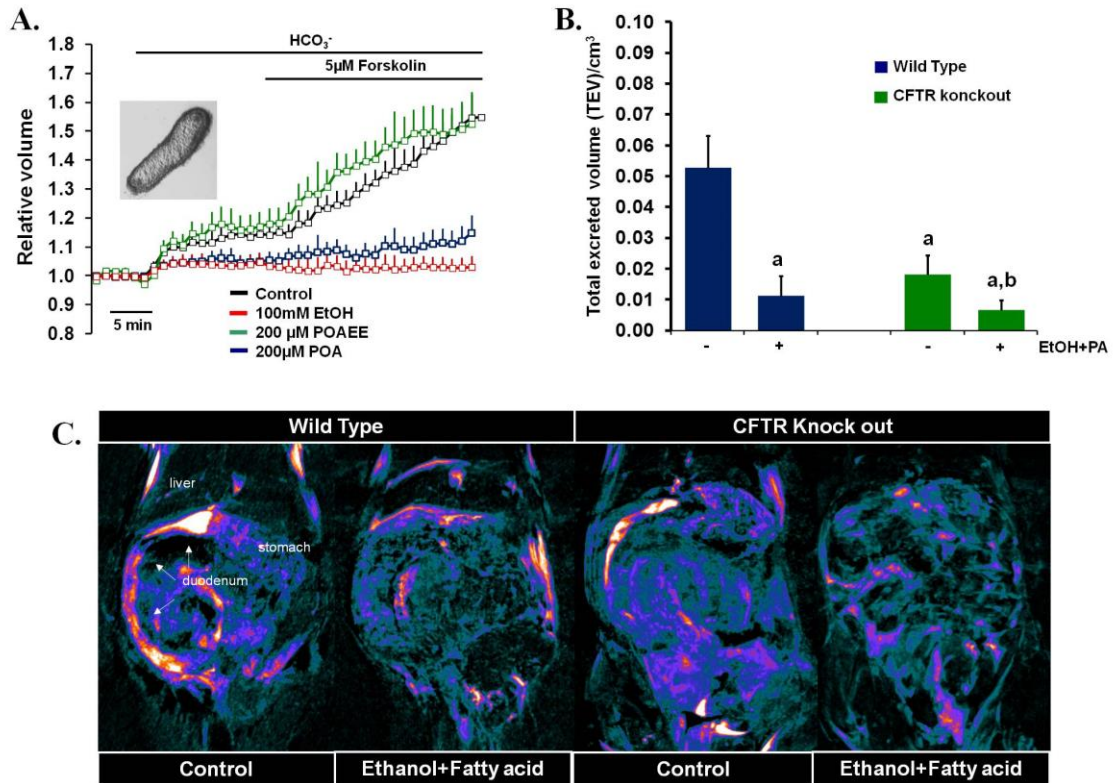 A.
1.8
1.7
1.6
1.5
1.4
1.3
1.2
1.1
1.0
0.9
0.8
Relative volume
HCO₃⁻
5µM Forskolin
5 min
Control
100mM EtOH
200 µM POAEE
200µM POA
B.
0.10
0.09
0.08
0.07
0.06
0.05
0.04
0.03
0.02
0.01
0.00
Total excreted volume (TEV)/cm³
Wild Type
CFTR konckout
a
a
a,b
- + - + EtOH+PA
C.
Wild Type CFTR Knock out
liver
stomach
duodenum
Control Ethanol+Fatty acid Control Ethanol+Fatty acid